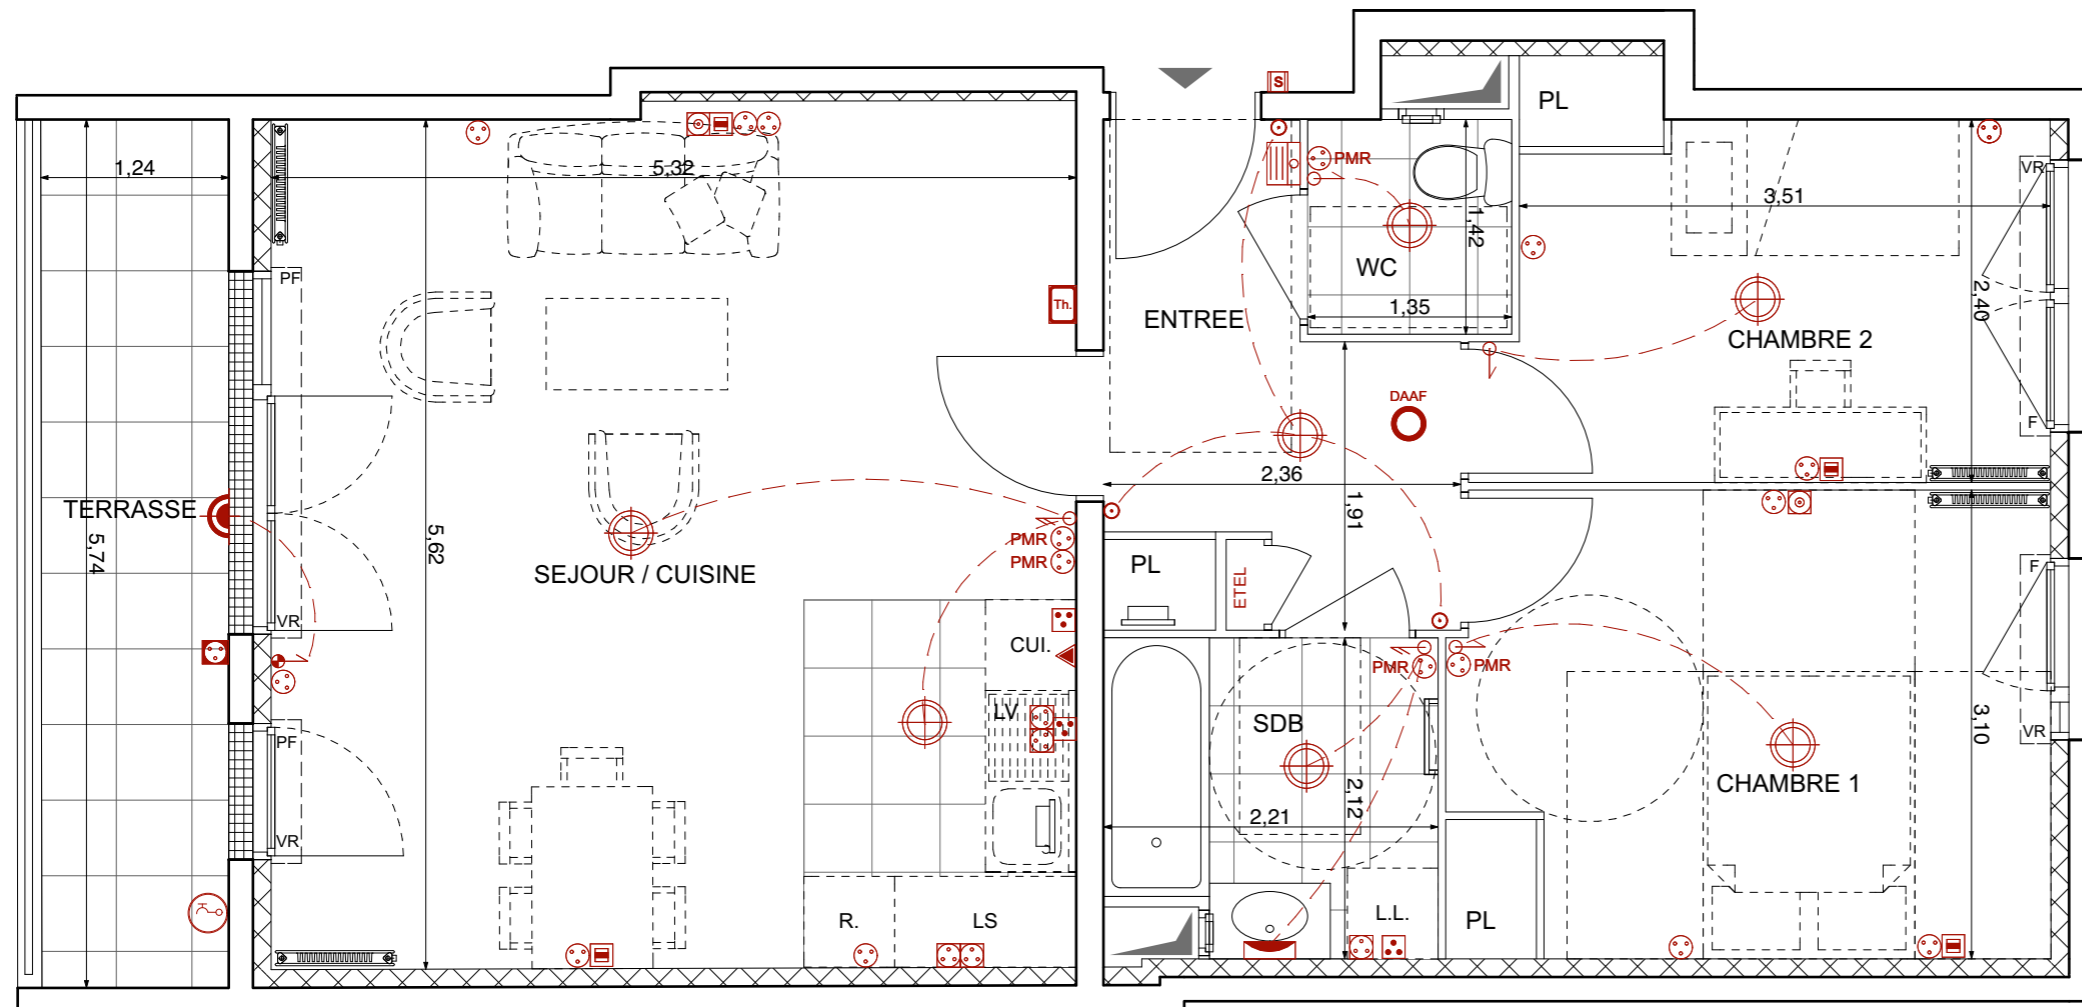 S
PL
1,24
5,32
PMR
3,51
VR
1,42
WC
PF
2,40
Th.
1,35
ENTREE
CHAMBRE 2
DAAF
F
2,36
TERRASSE
1,91
5,74
5,62
PMR
PMR
SEJOUR / CUISINE
PL
ETEL
F
VR
CUI.
PMR
PMR
LV
SDB
3,10
VR
PF
CHAMBRE 1
2,12
2,21
VR
R.
LS
L.L.
PL